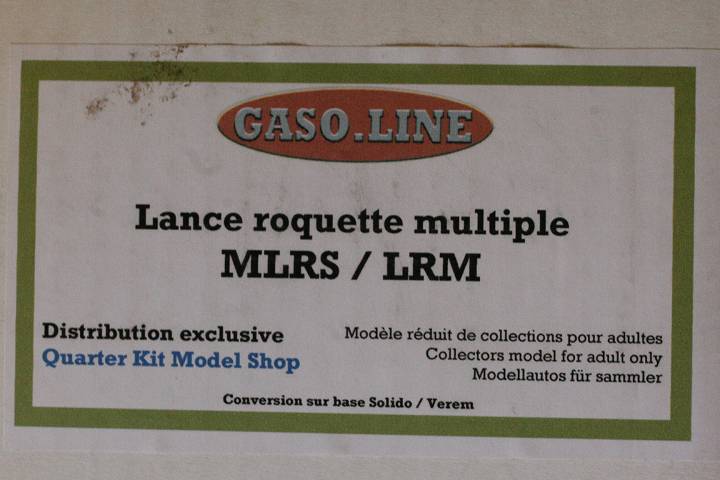 GASO.LINE
Lance roquette multiple
MLRS / LRM
Distribution exclusive
Quarter Kit Model Shop
Modèle réduit de collections pour adultes
Collectors model for adult only
Modellautos für sammler
Conversion sur base Solido / Verem